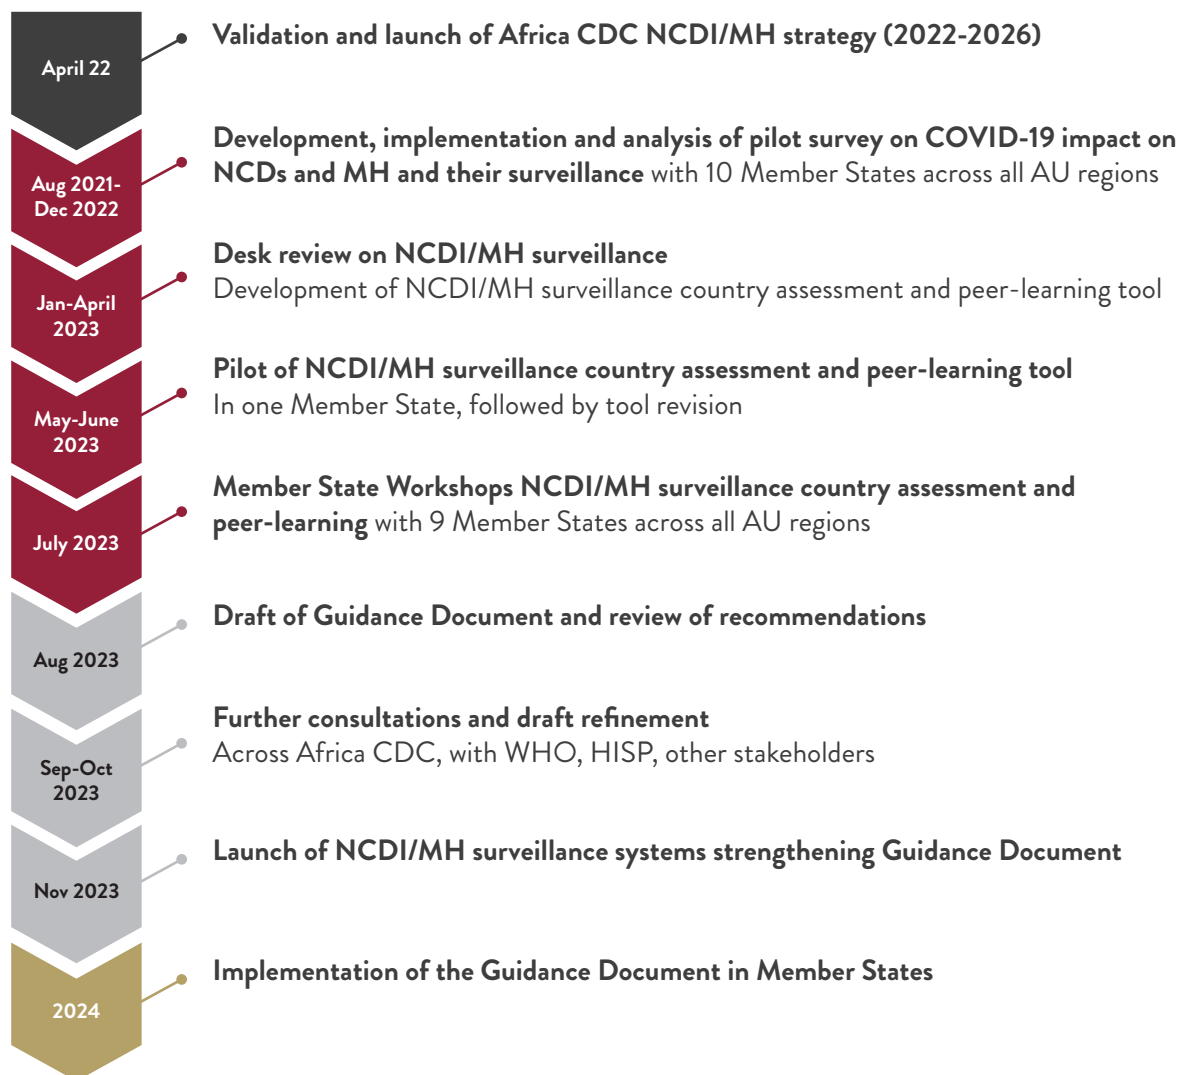 April 22
Validation and launch of Africa CDC NCDI/MH strategy (2022-2026)
Aug 2021-
Dec 2022
Development, implementation and analysis of pilot survey on COVID-19 impact on
NCDs and MH and their surveillance with 10 Member States across all AU regions
Jan-April
2023
Desk review on NCDI/MH surveillance
Development of NCDI/MH surveillance country assessment and peer-learning tool
May-June
2023
Pilot of NCDI/MH surveillance country assessment and peer-learning tool
In one Member State, followed by tool revision
July 2023
Member State Workshops NCDI/MH surveillance country assessment and
peer-learning with 9 Member States across all AU regions
Aug 2023
Draft of Guidance Document and review of recommendations
Sep-Oct
2023
Further consultations and draft refinement
Across Africa CDC, with WHO, HISP, other stakeholders
Nov 2023
Launch of NCDI/MH surveillance systems strengthening Guidance Document
2024
Implementation of the Guidance Document in Member States